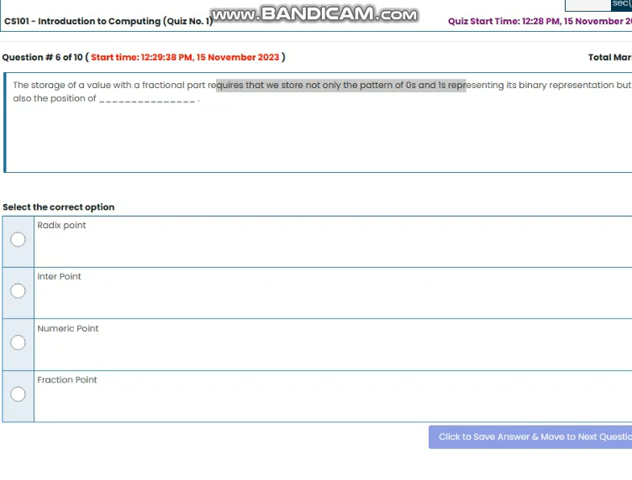 sec(
www.BANDICAM.com
CS101 - Introduction to Computing (Quiz No. 1)
Quiz Start Time: 12:28 PM, 15 November 20
Question # 6 of 10 ( Start time: 12:29:38 PM, 15 November 2023 )
Total Mar
The storage of a value with a fractional part requires that we store not only the pattern of 0s and 1s representing its binary representation but
also the position of _______________ .
Select the correct option
Radix point
Inter Point
Numeric Point
Fraction Point
Click to Save Answer & Move to Next Questio